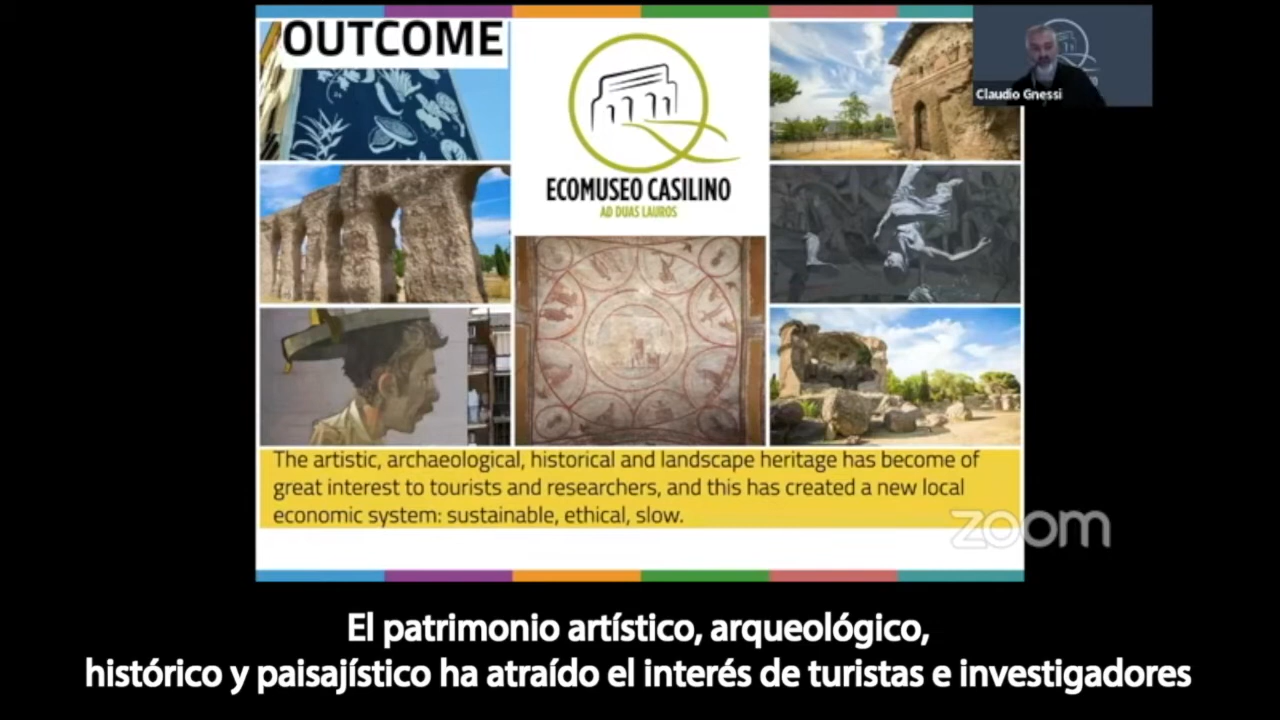 OUTCOME
ECOMUSEO CASILINO
AD DUAS LAUROS
Claudio Gnessi
The artistic, archaeological, historical and landscape heritage has become of
great interest to tourists and researchers, and this has created a new local
economic system: sustainable, ethical, slow.
zoom
El patrimonio artístico, arqueológico,
histórico y paisajístico ha atraído el interés de turistas e investigadores